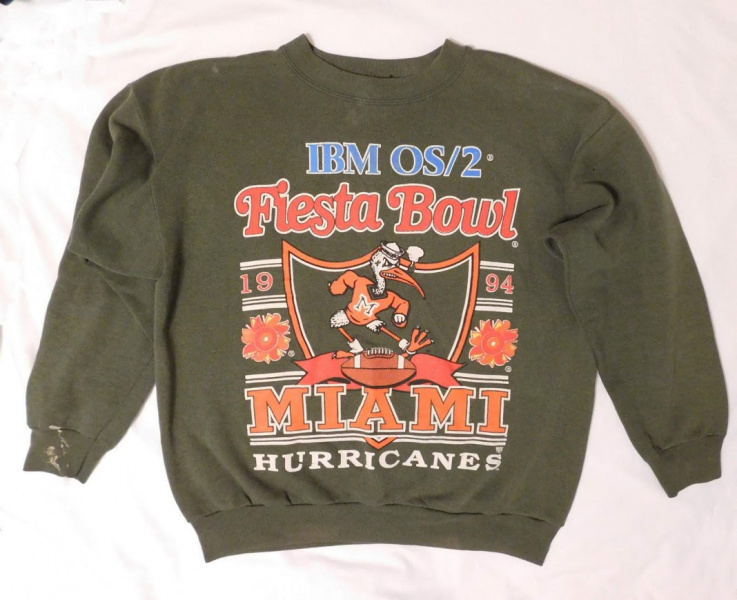 IBM OS/2®
Fiesta Bowl®
19 94
M
MIAMI
HURRICANES